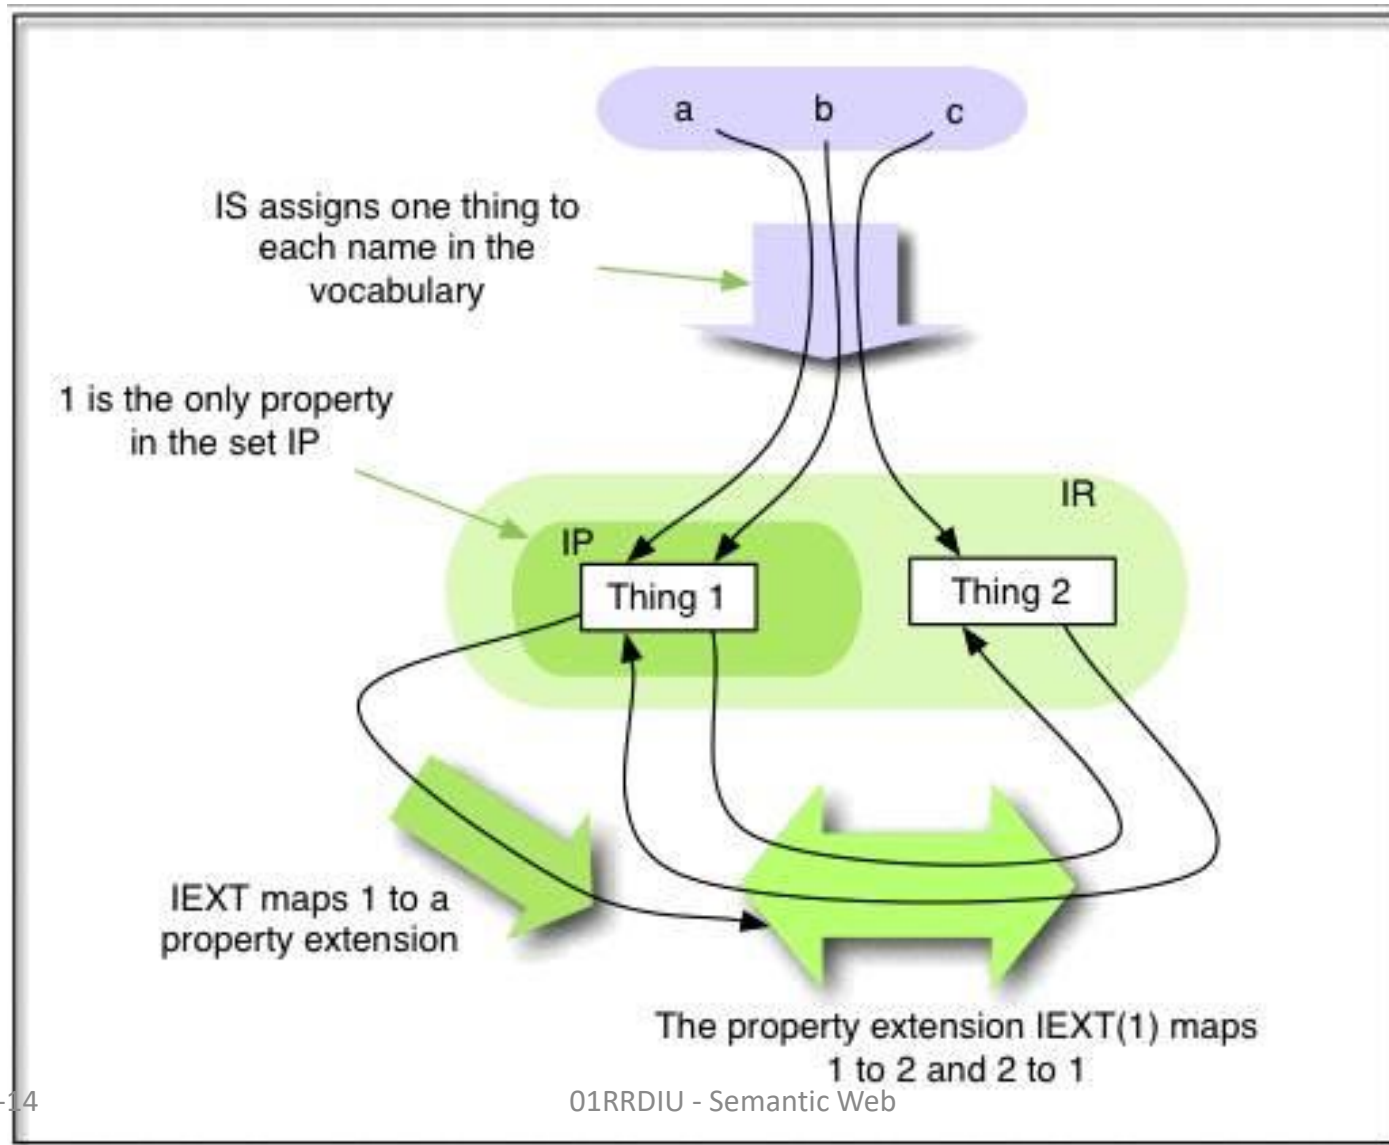 a b c
IS assigns one thing to
each name in the
vocabulary
1 is the only property
in the set IP
IR
IP
Thing 1
Thing 2
IEXT maps 1 to a
property extension
The property extension IEXT(1) maps
1 to 2 and 2 to 1
-14
01RRDIU - Semantic Web